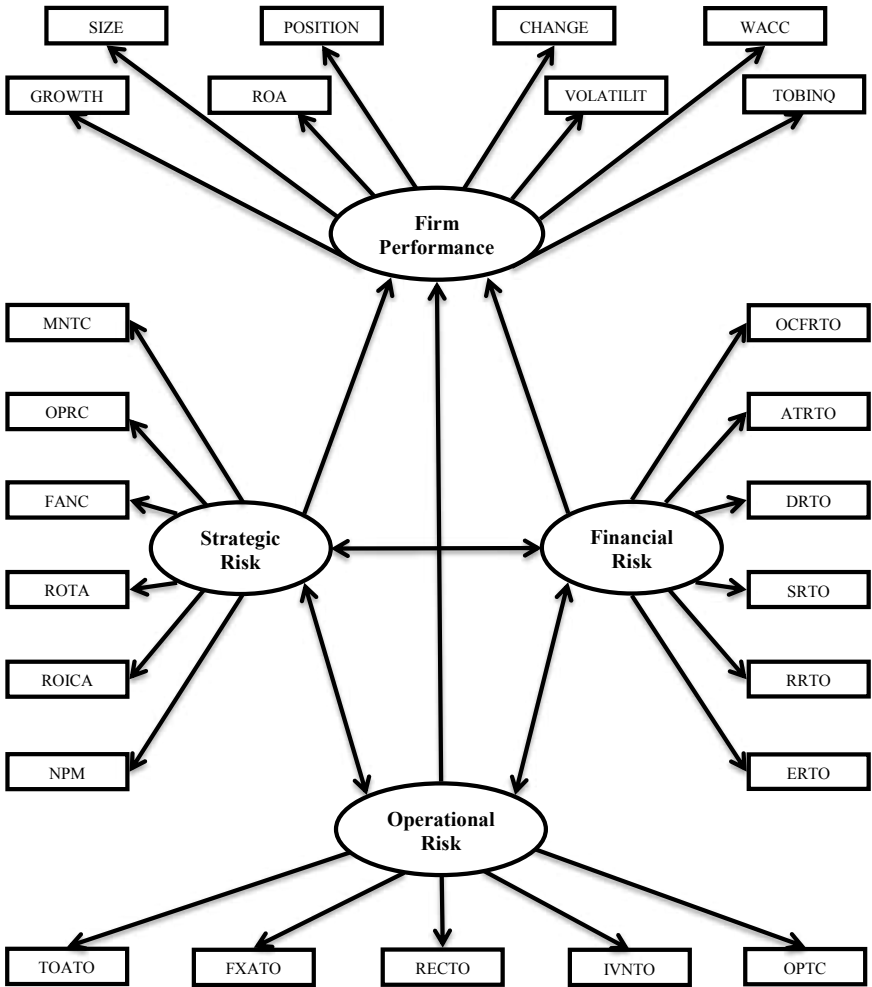 SIZE
POSITION
CHANGE
WACC
GROWTH
ROA
VOLATILIT
TOBINQ
Firm
Performance
MNTC
OCFRTO
OPRC
ATRTO
FANC
DRTO
Strategic
Risk
Financial
Risk
ROTA
SRTO
ROICA
RRTO
NPM
ERTO
Operational
Risk
TOATO
FXATO
RECTO
IVNTO
OPTC